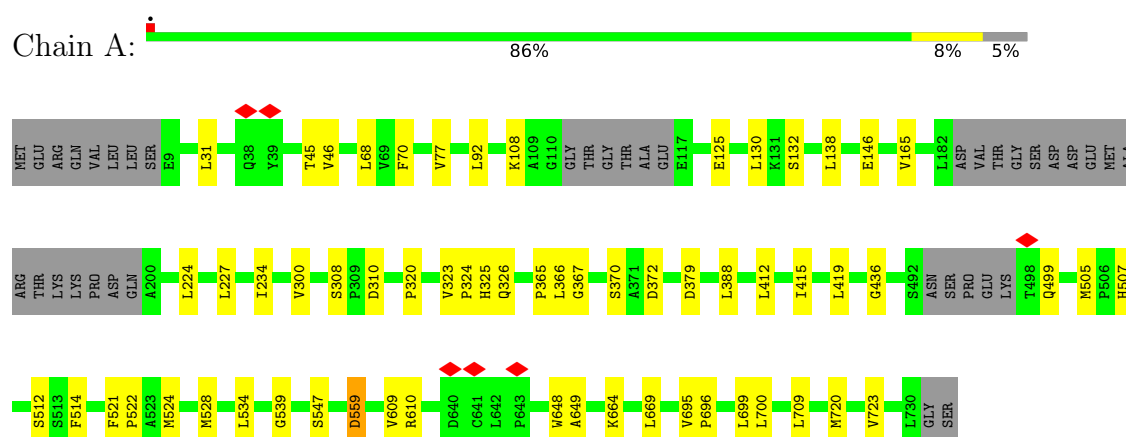 Chain A:
86% 8% 5%
MET GLU ARG GLN VAL LEU LEU SER E9 L31 Q38 Y39 T45 V46 L68 V69 F70 V77 L92 K108 A109 G110 GLY THR GLY THR ALA GLU E117 E125 L130 K131 S132 L138 E146 V165 L182 ASP VAL THR GLY SER ASP ASP GLU MET ALA
ARG THR LYS LYS PRO ASP GLN A200 L224 L227 I234 V300 S308 P309 D310 P320 V323 P324 H325 Q326 P365 L366 G367 S370 A371 D372 D379 L388 L412 I415 L419 G436 S492 ASN SER PRO GLU LYS T498 Q499 M505 P506 H507
S512 S513 F514 F521 P522 A523 M524 M528 L534 G539 S547 D559 V609 R610 D640 C641 L642 P643 W648 A649 K664 L669 V695 P696 L699 L700 L709 M720 V723 L730 GLY SER